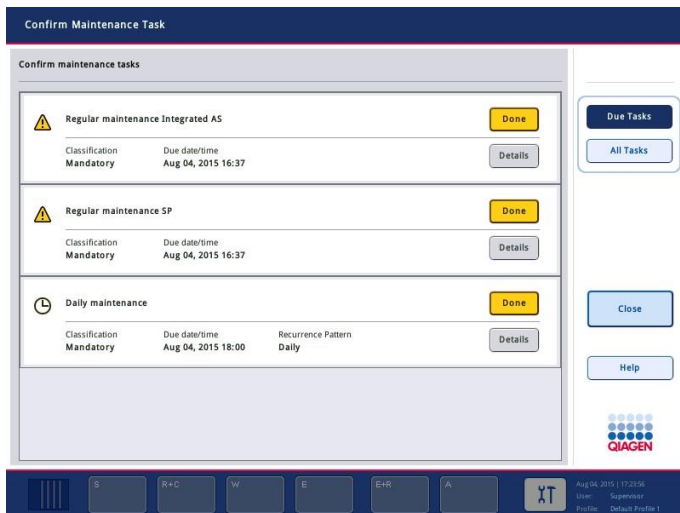 Confirm Maintenance Task
Confirm maintenance tasks
Regular maintenance Integrated AS
Done
Classification
Due date/time
Mandatory
Aug 04, 2015 16:37
Details
Regular maintenance SP
Done
Classification
Due date/time
Mandatory
Aug 04, 2015 16:37
Details
Daily maintenance
Done
Classification
Due date/time
Recurrence Pattern
Mandatory
Aug 04, 2015 18:00
Daily
Details
Due Tasks
All Tasks
Close
Help
QIAGEN
S
R+C
W
E
E+R
A
Aug 04, 2015 | 17:23:56
User: Supervisor
Profile: Default Profile 1